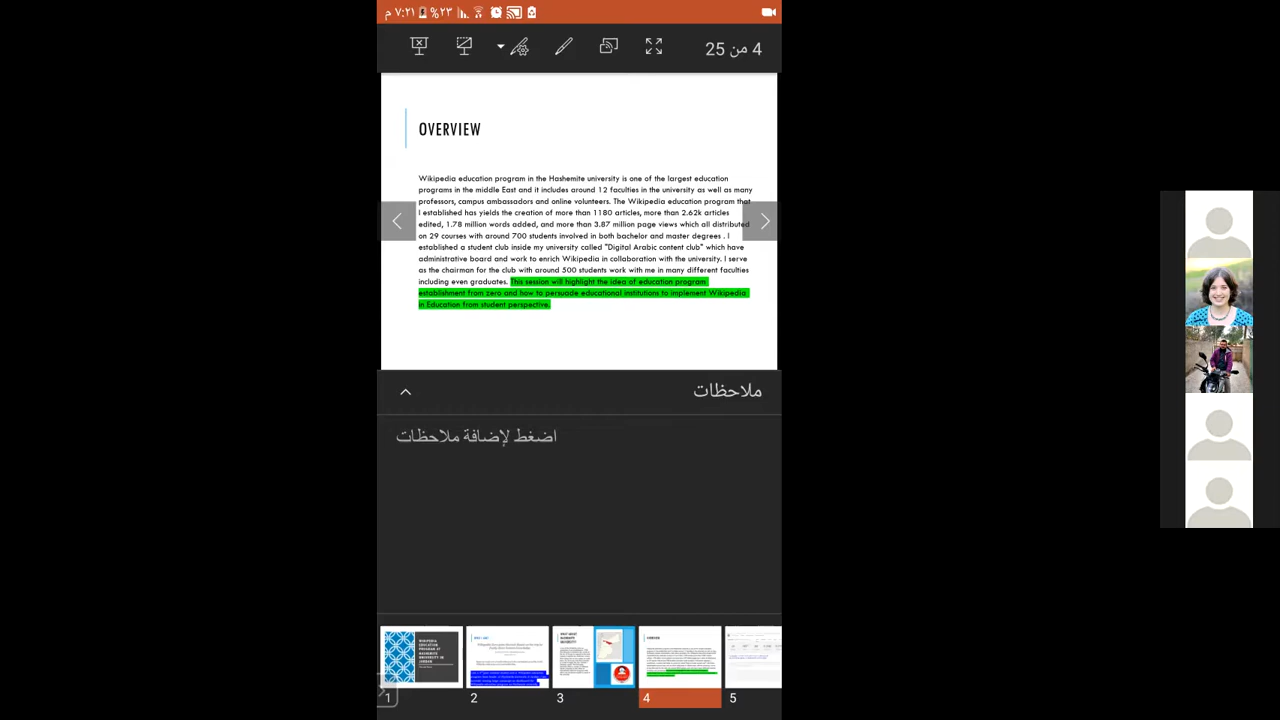 م ٧:٢١ %٢٣
4 من 25
OVERVIEW
Wikipedia education program in the Hashemite university is one of the largest education
programs in the middle East and it includes around 12 faculties in the university as well as many
professors, campus ambassadors and online volunteers. The Wikipedia education program that
I established has yields the creation of more than 1180 articles, more than 2.62k articles
edited, 1.78 million words added, and more than 3.87 million page views which all distributed
on 29 courses with around 700 students involved in both bachelor and master degrees . I
established a student club inside my university called "Digital Arabic content club" which have
administrative board and work to enrich Wikipedia in collaboration with the university. I serve
as the chairman for the club with around 500 students work with me in many different faculties
including even graduates. This session will highlight the idea of education program
establishment from zero and how to persuade educational institutions to implement Wikipedia
in Education from student perspective.
ملاحظات
اضغط لإضافة ملاحظات
WIKIPEDIA
EDUCATION
PROGRAM AT
HASHEMITE
UNIVERSITY IN
JORDAN
OVERVIEW
1
2
3
4
5